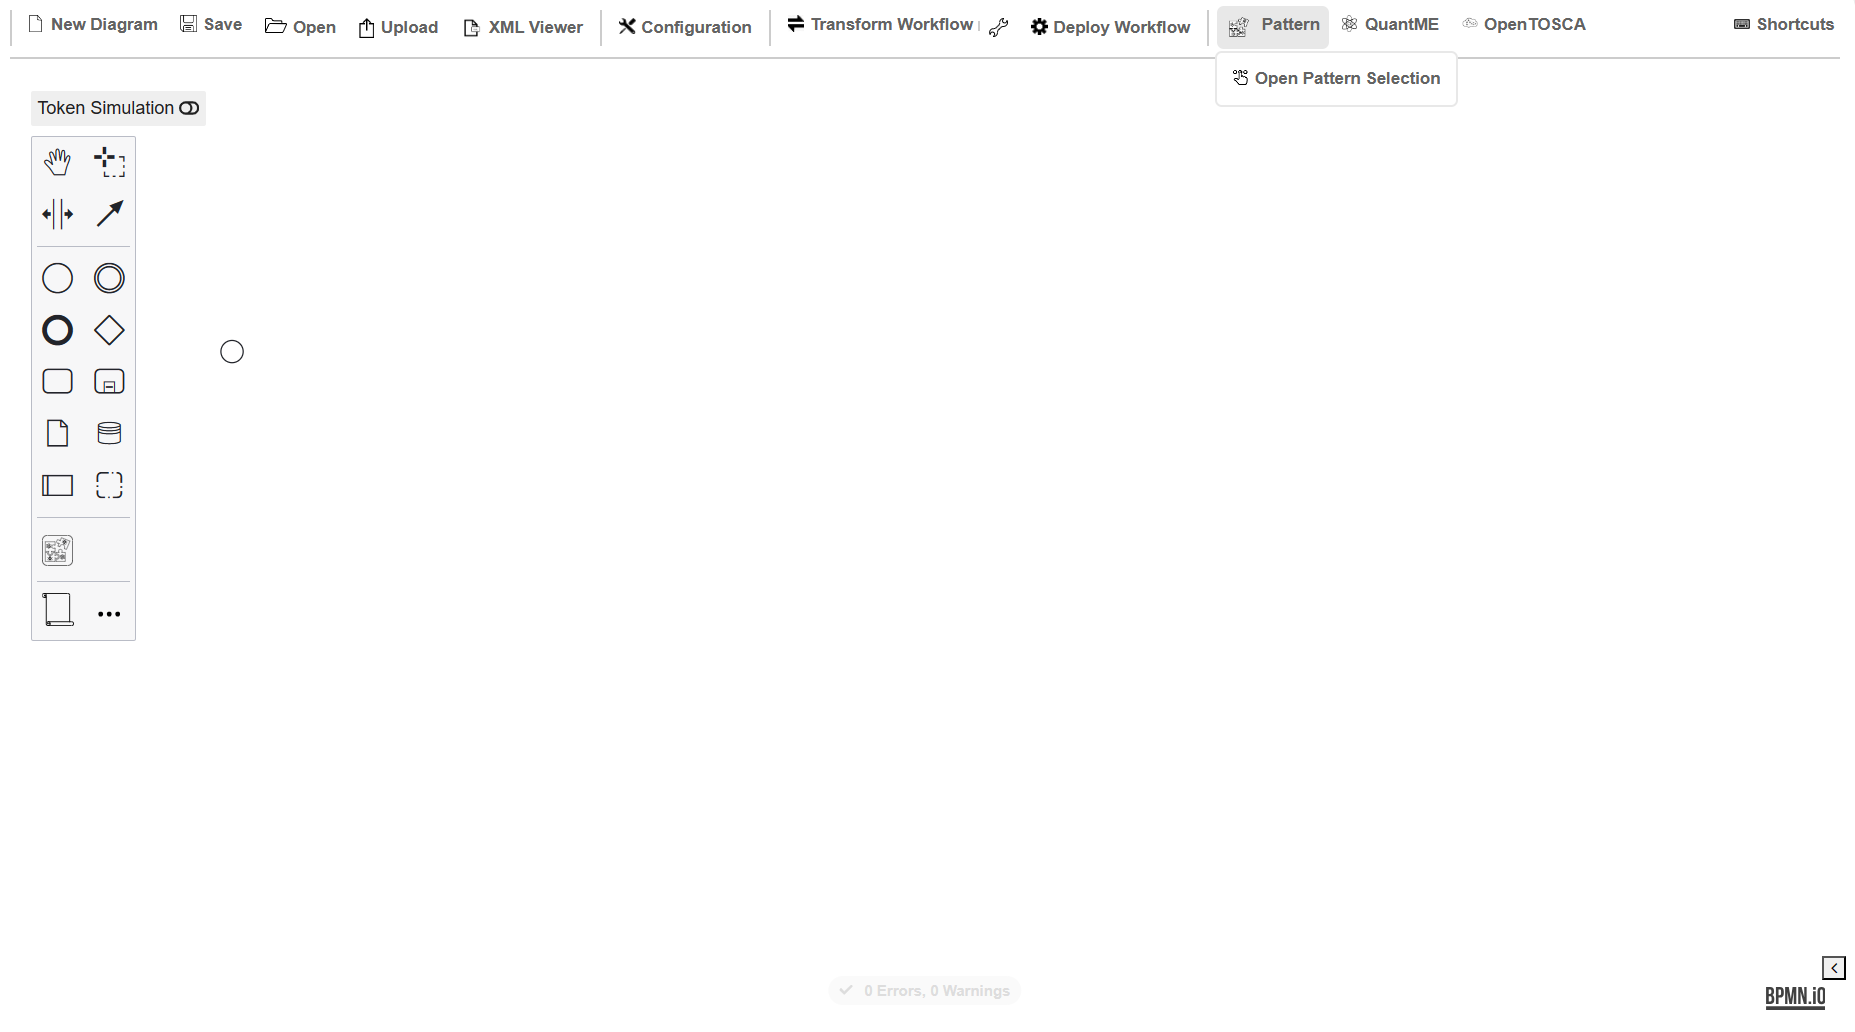 New Diagram Save Open Upload XML Viewer Configuration Transform Workflow Deploy Workflow Pattern QuantME OpenTOSCA Shortcuts
Open Pattern Selection
Token Simulation
0 Errors, 0 Warnings
BPMN.iO